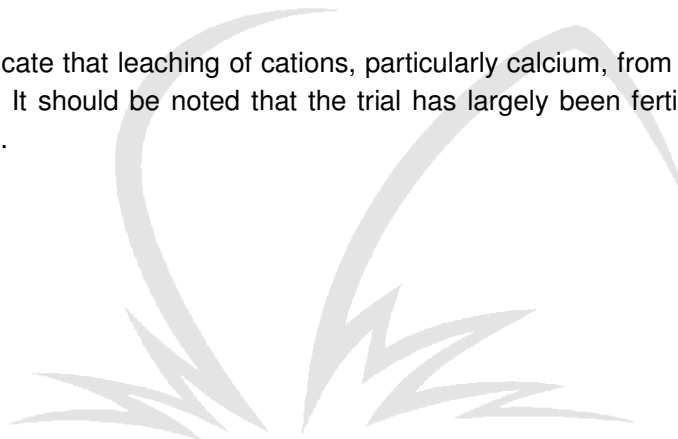 cate that leaching of cations, particularly calcium, from
It should be noted that the trial has largely been ferti
.